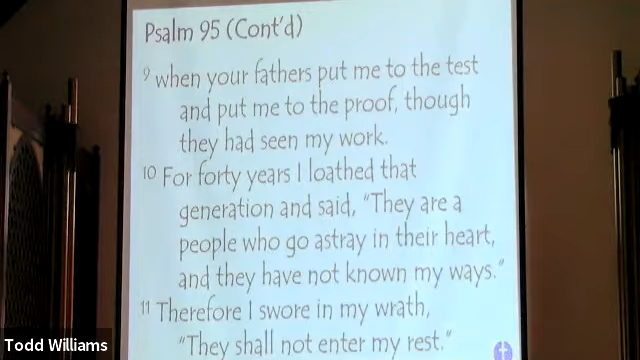 Psalm 95 (Cont'd)
9 when your fathers put me to the test
and put me to the proof, though
they had seen my work.
10 For forty years I loathed that
generation and said, “They are a
people who go astray in their heart,
and they have not known my ways.”
11 Therefore I swore in my wrath,
“They shall not enter my rest.”
Todd Williams